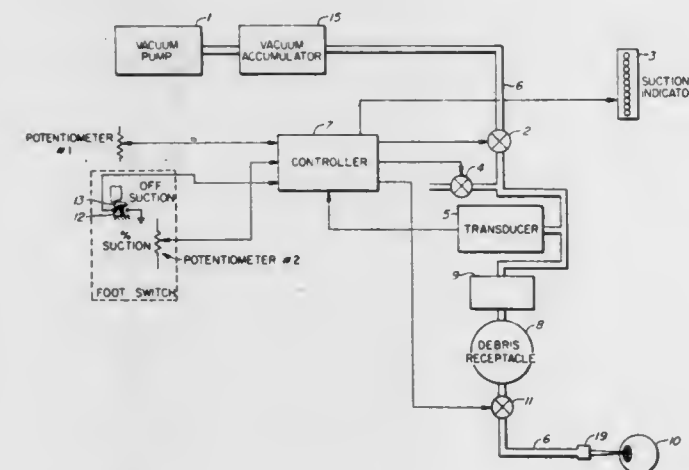 1
15
3
VACUUM
PUMP
VACUUM
ACCUMULATOR
6
SUCTION
INDICATO
POTENTIOMETER
#1
7
2
CONTROLLER
4
OFF
SUCTION
13
12
5
TRANSDUCER
%
SUCTION
POTENTIOMETER #2
9
FOOT SWITCH
8
DEBRIS
RECEPTACLE
11
6
19
10